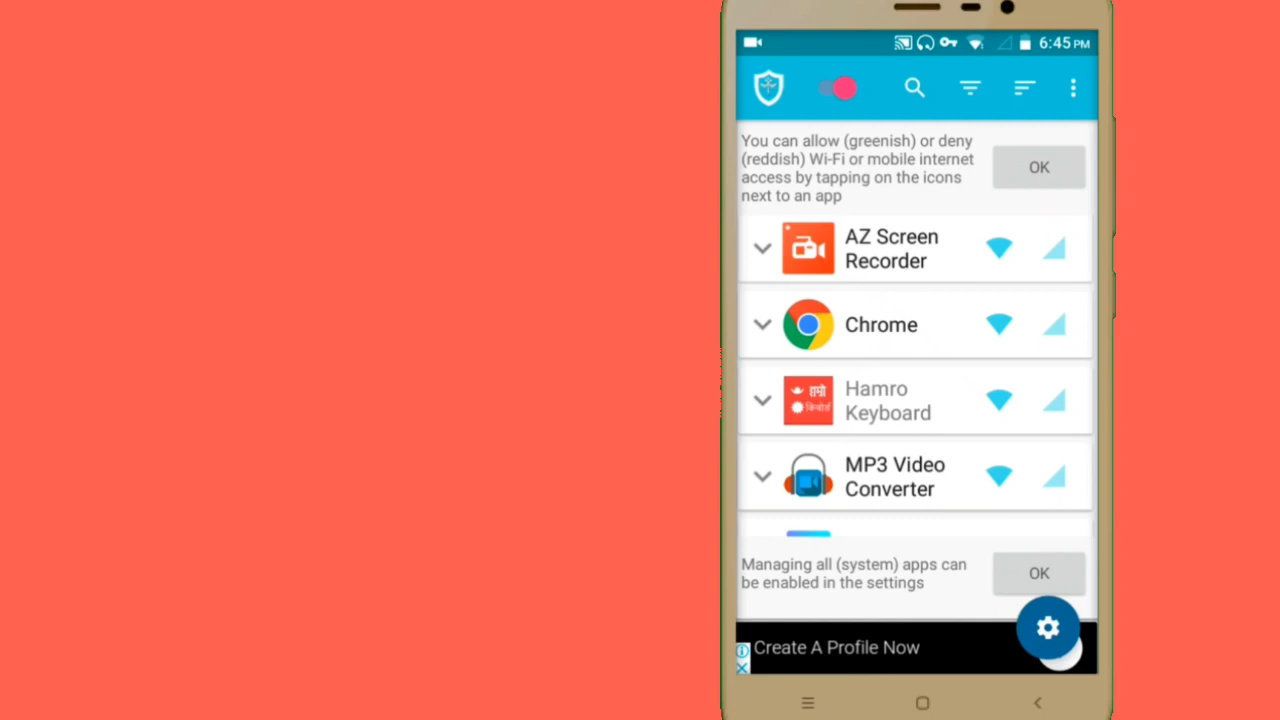 6:45 PM
You can allow (greenish) or deny
(reddish) Wi-Fi or mobile internet
access by tapping on the icons
next to an app
OK
AZ Screen
Recorder
Chrome
हाम्रो
Hamro
Keyboard
MP3 Video
Converter
Managing all (system) apps can
be enabled in the settings
OK
Create A Profile Now